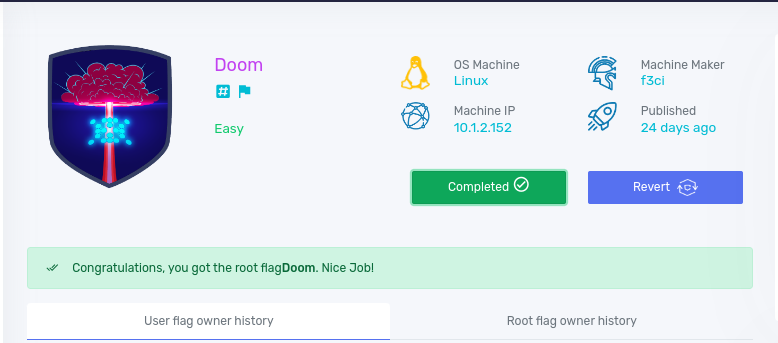 Doom
Easy
OS Machine
Linux
Machine IP
10.1.2.152
Machine Maker
f3ci
Published
24 days ago
Completed
Revert
Congratulations, you got the root flagDoom. Nice Job!
User flag owner history
Root flag owner history